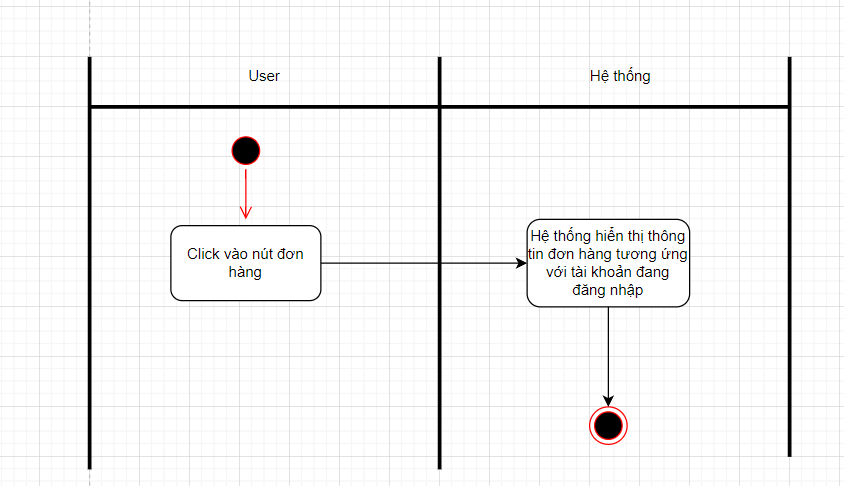 User
Hệ thống
Click vào nút đơn
hàng
Hệ thống hiển thị thông
tin đơn hàng tương ứng
với tài khoản đang
đăng nhập